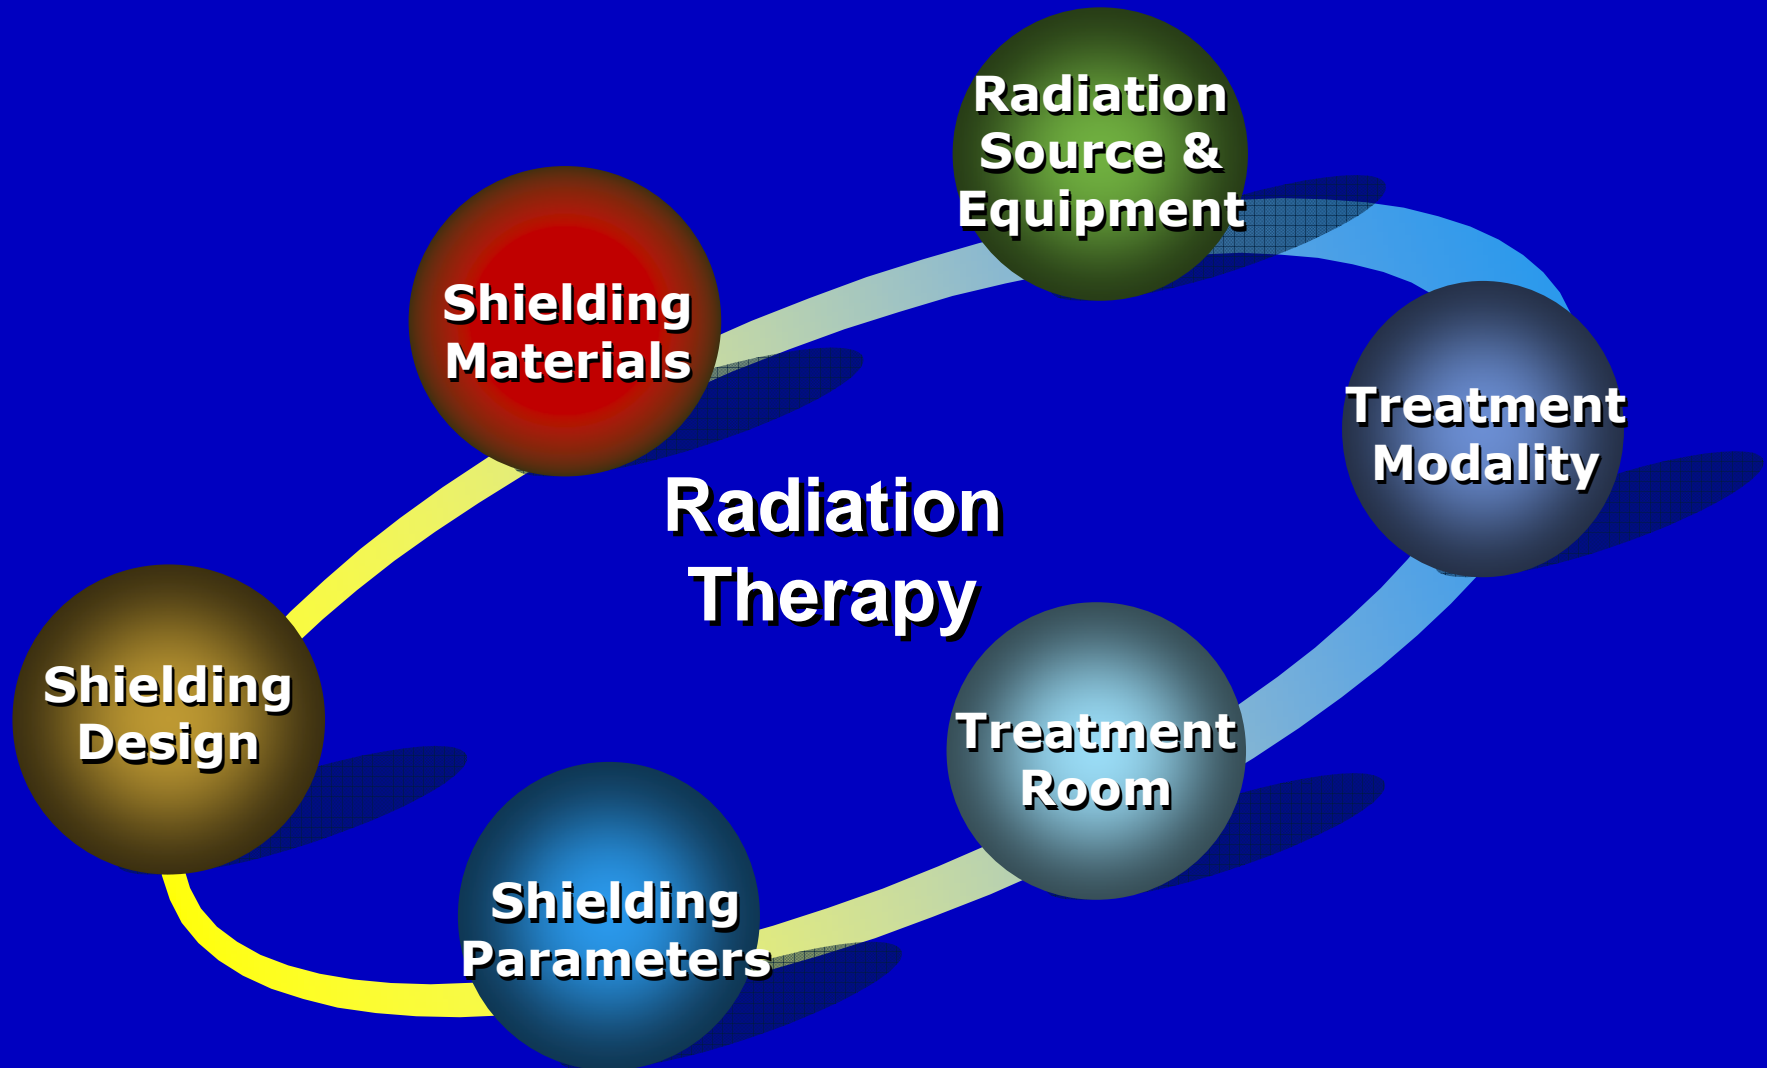 Radiation
Source &
Equipment
Shielding
Materials
Treatment
Modality
Radiation
Therapy
Shielding
Design
Treatment
Room
Shielding
Parameters